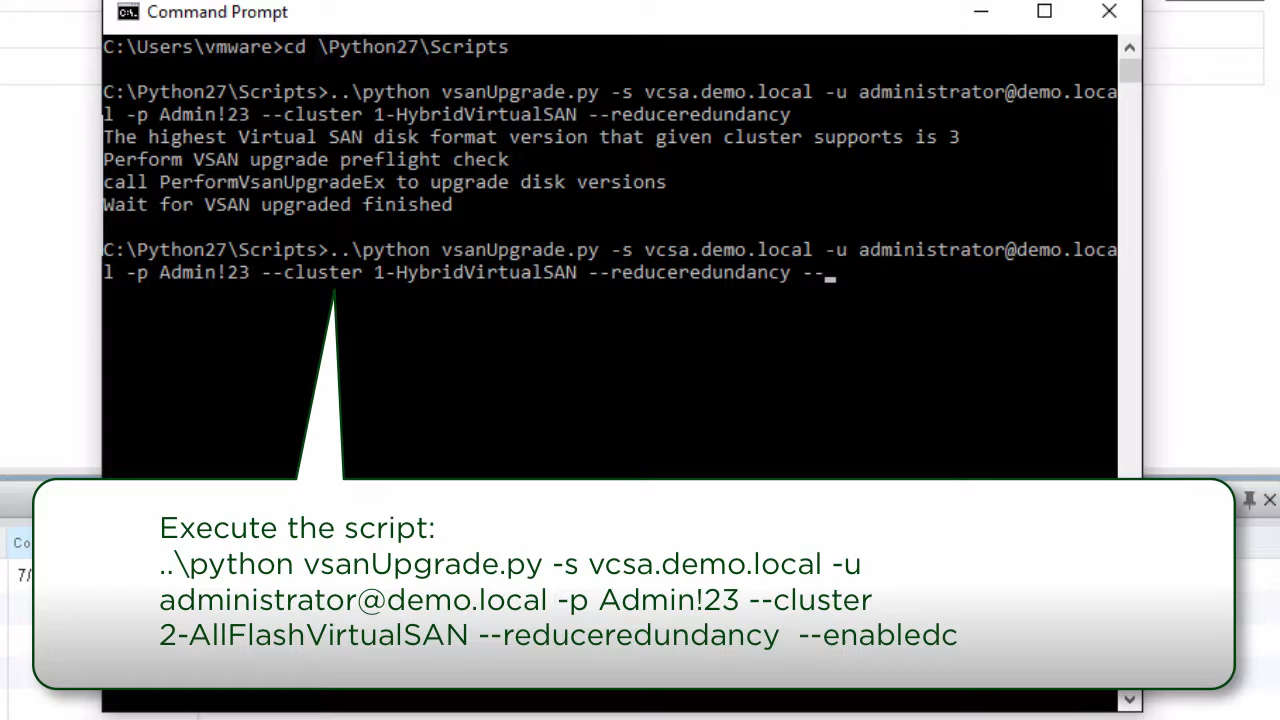 Command Prompt
C:\Users\vmware>cd \Python27\Scripts
C:\Python27\Scripts>..\python vsanUpgrade.py -s vcsa.demo.local -u administrator@demo.loca
l -p Admin!23 --cluster 1-HybridVirtualSAN --reduceredundancy
The highest Virtual SAN disk format version that given cluster supports is 3
Perform VSAN upgrade preflight check
call PerformVsanUpgradeEx to upgrade disk versions
Wait for VSAN upgraded finished
C:\Python27\Scripts>..\python vsanUpgrade.py -s vcsa.demo.local -u administrator@demo.loca
l -p Admin!23 --cluster 1-HybridVirtualSAN --reduceredundancy --_
Execute the script:
..\python vsanUpgrade.py -s vcsa.demo.local -u
administrator@demo.local -p Admin!23 --cluster
2-AllFlashVirtualSAN --reduceredundancy --enabledc
Co
7/